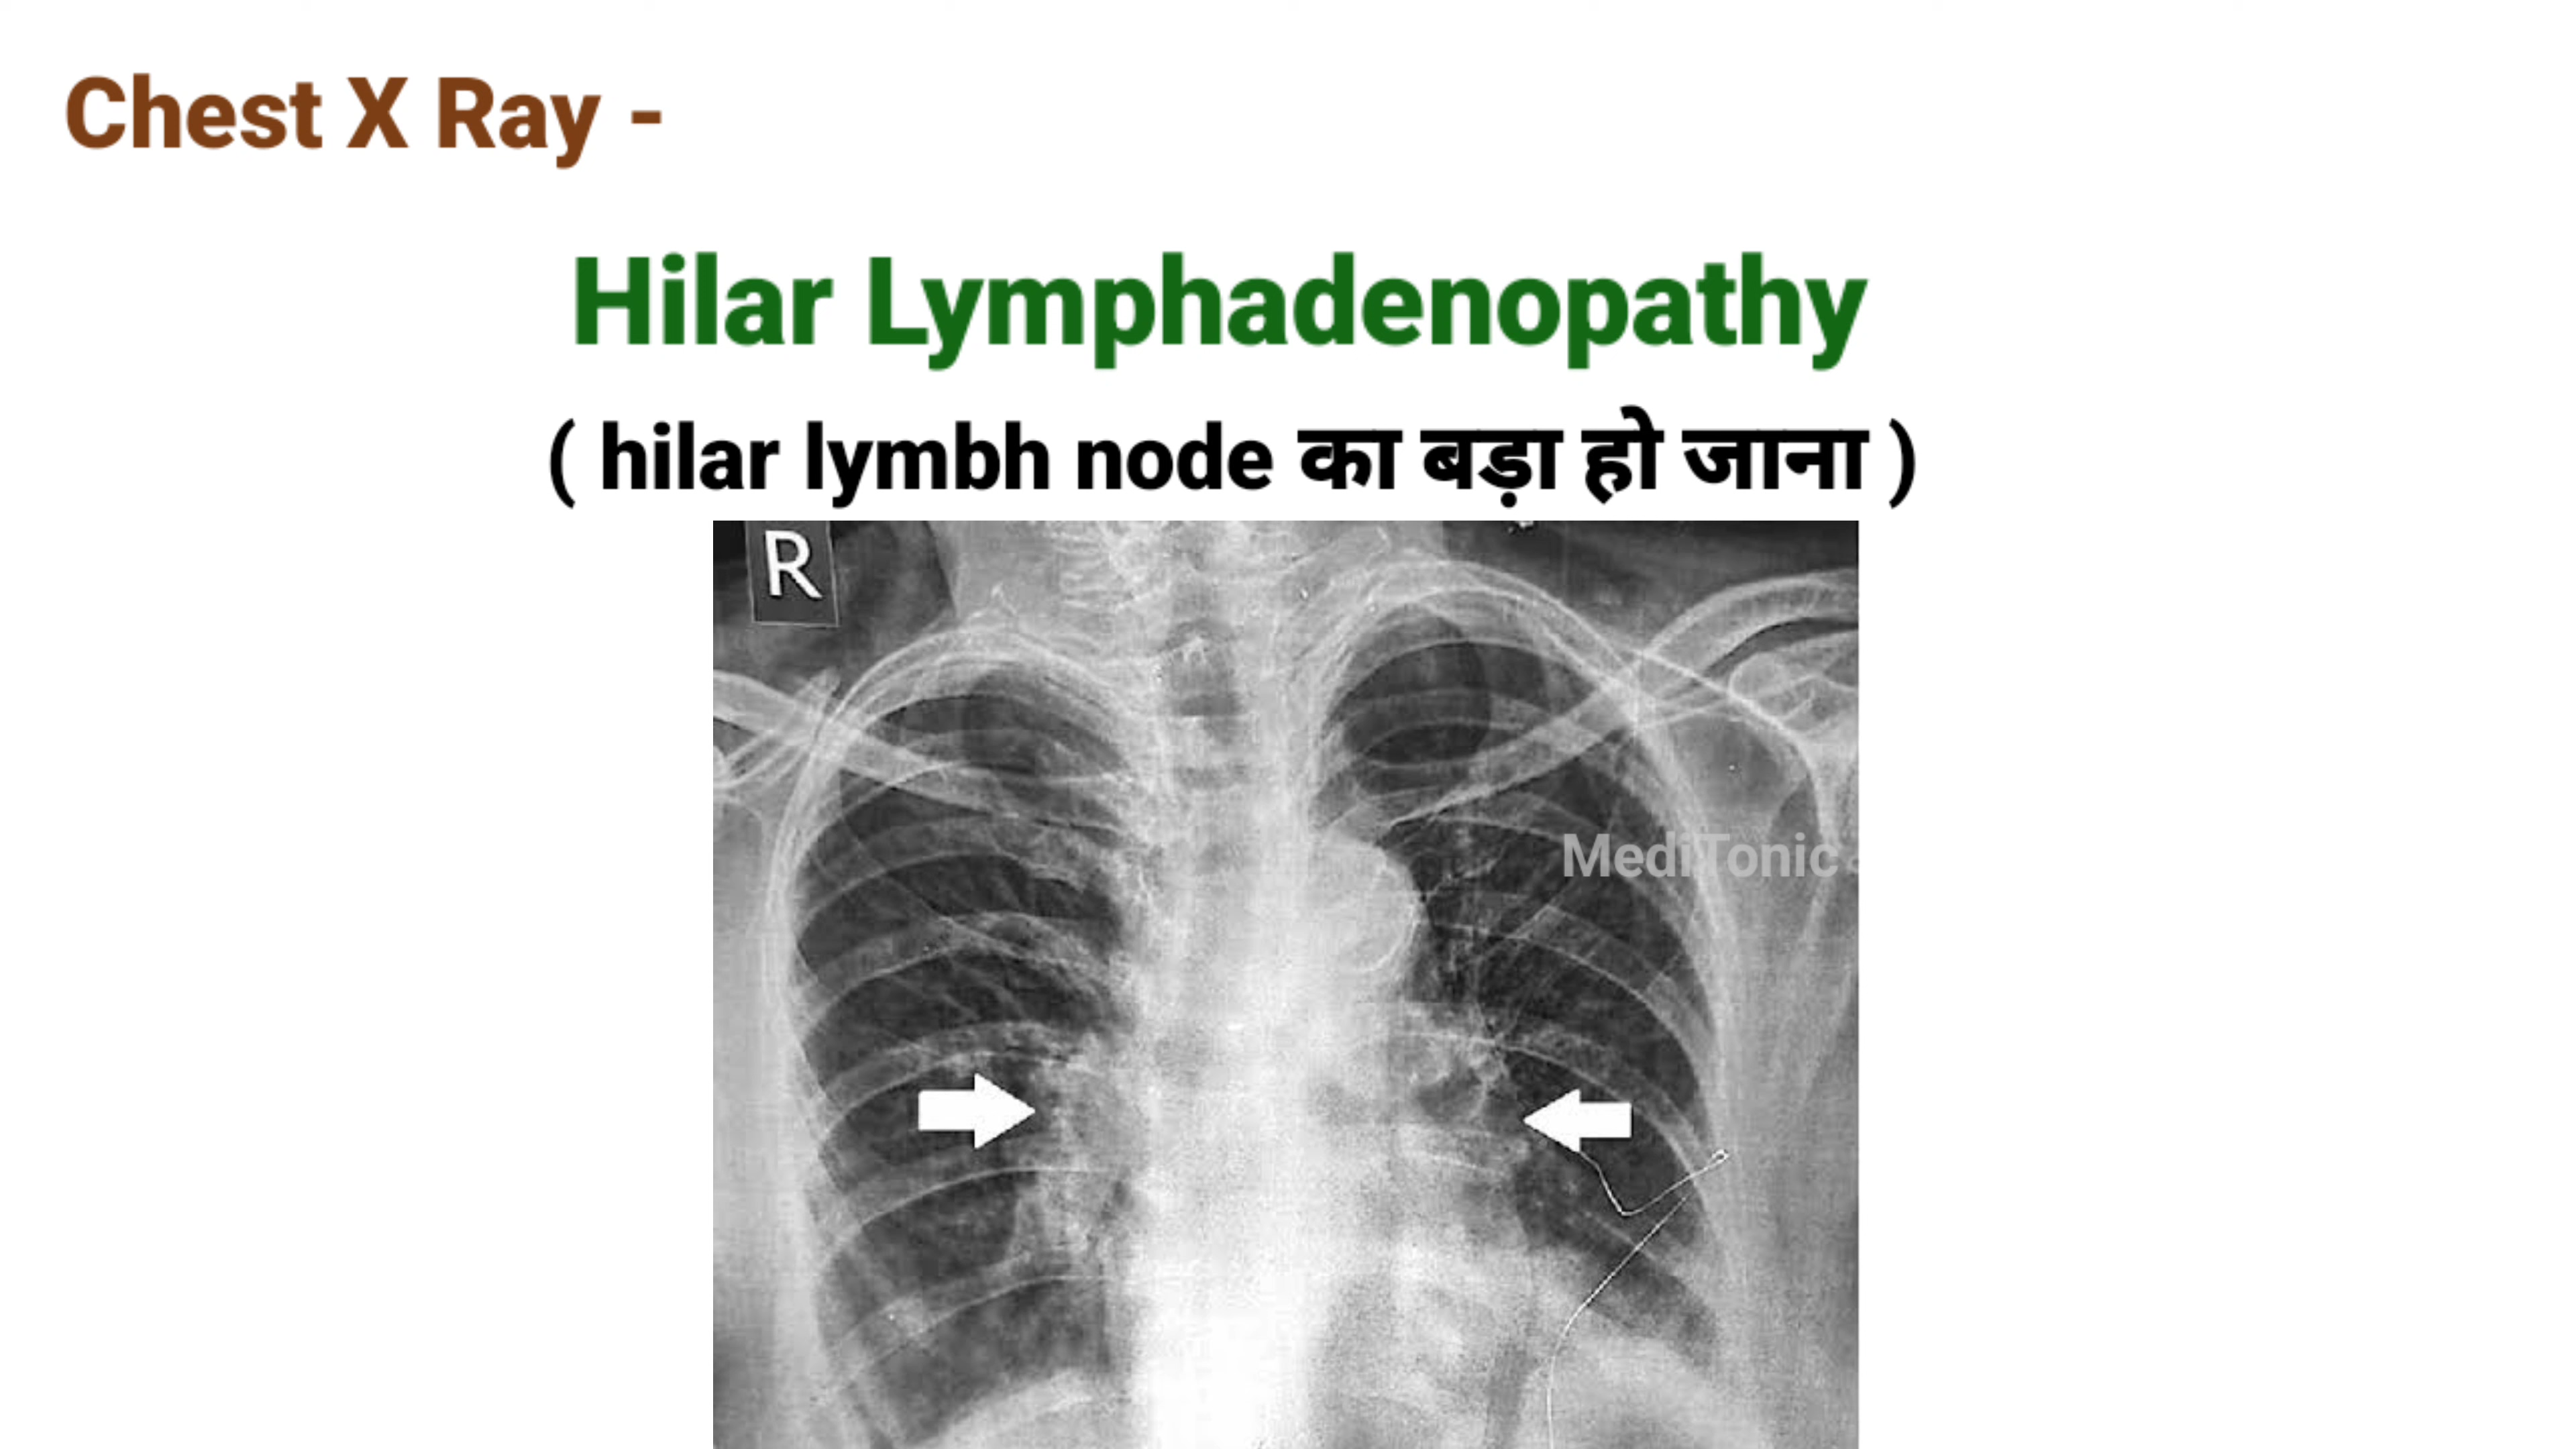 Chest X Ray -
Hilar Lymphadenopathy
( hilar lymbh node का बड़ा हो जाना )
R
MediTonic